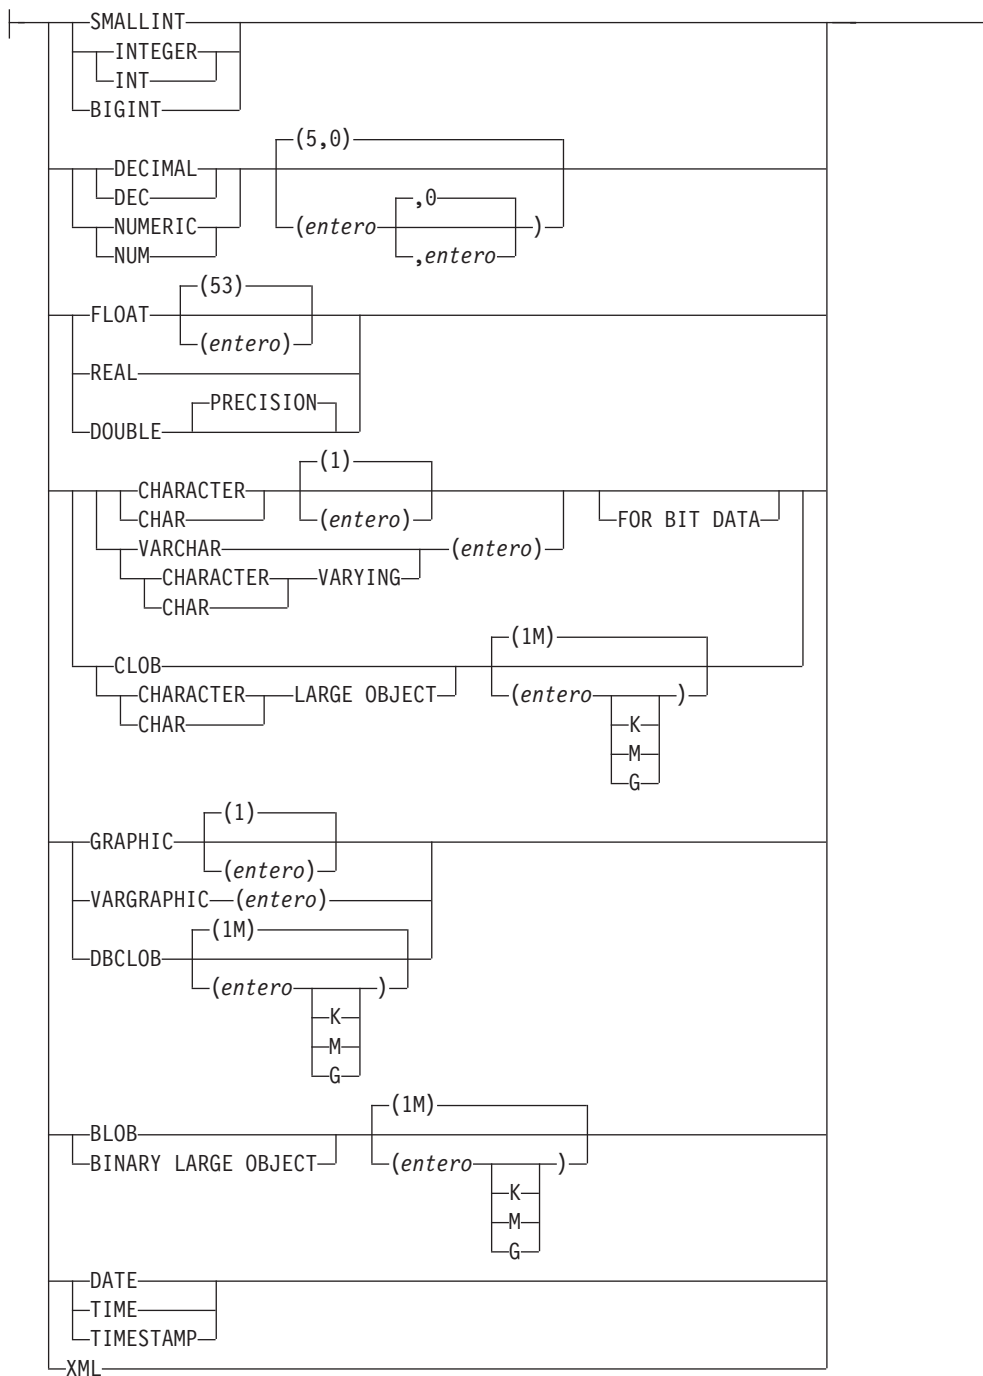 SMALLINT
INTEGER
INT
BIGINT
(5,0)
DECIMAL
DEC
,0
NUMERIC
(entero )
NUM
,entero
(53)
FLOAT
(entero)
REAL
PRECISION
DOUBLE
(1)
CHARACTER
CHAR
(entero)
FOR BIT DATA
VARCHAR
(entero)
CHARACTER
VARYING
CHAR
(1M)
CLOB
CHARACTER
LARGE OBJECT
(entero )
CHAR
K
M
G
(1)
GRAPHIC
(entero)
VARGRAPHIC (entero)
(1M)
DBCLOB
(entero )
K
M
G
(1M)
BLOB
BINARY LARGE OBJECT
(entero )
K
M
G
DATE
TIME
TIMESTAMP
XML